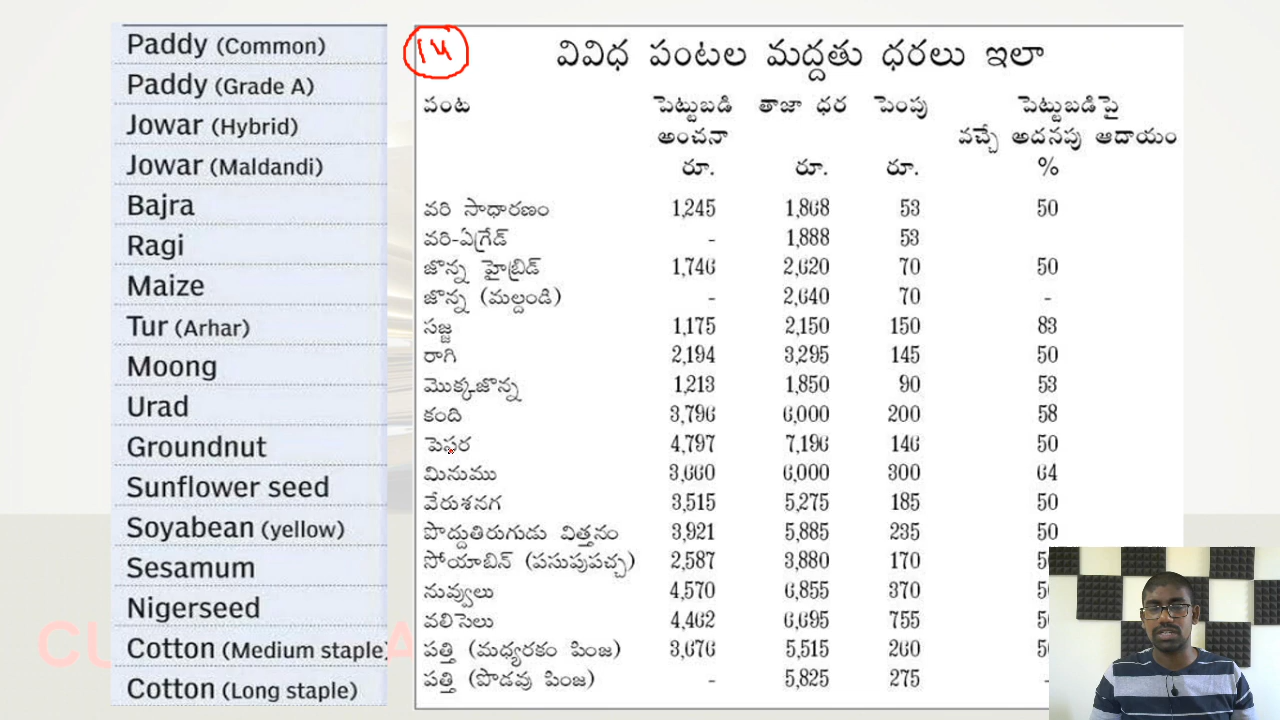 Paddy (Common)
Paddy (Grade A)
Jowar (Hybrid)
Jowar (Maldandi)
Bajra
Ragi
Maize
Tur (Arhar)
Moong
Urad
Groundnut
Sunflower seed
Soyabean (yellow)
Sesamum
Nigerseed
Cotton (Medium staple)
Cotton (Long staple)
14
వివిధ పంటల మద్దతు ధరలు ఇలా
పంట పెట్టుబడి తాజా ధర పెంపు పెట్టుబడిపై
అంచనా వచ్చే అదనపు ఆదాయం
రూ. రూ. రూ. %
వరి సాధారణం 1,245 1,868 53 50
వరి-ఏగ్రేడ్ - 1,888 53
జొన్న హైబ్రిడ్ 1,746 2,620 70 50
జొన్న (మల్దండి) - 2,640 70 -
సజ్జ 1,175 2,150 150 83
రాగి 2,194 3,295 145 50
మొక్కజొన్న 1,213 1,850 90 53
కంది 3,796 6,000 200 58
పెసర 4,797 7,196 146 50
మినుము 3,660 6,000 300 64
వేరుశనగ 3,515 5,275 185 50
పొద్దుతిరుగుడు విత్తనం 3,921 5,885 235 50
సోయాబిన్ (పసుపుపచ్చ) 2,587 3,880 170
నువ్వులు 4,570 6,855 370
వలిసెలు 4,462 6,695 755
పత్తి (మధ్యరకం పింజ) 3,676 5,515 260
పత్తి (పొడవు పింజ) - 5,825 275